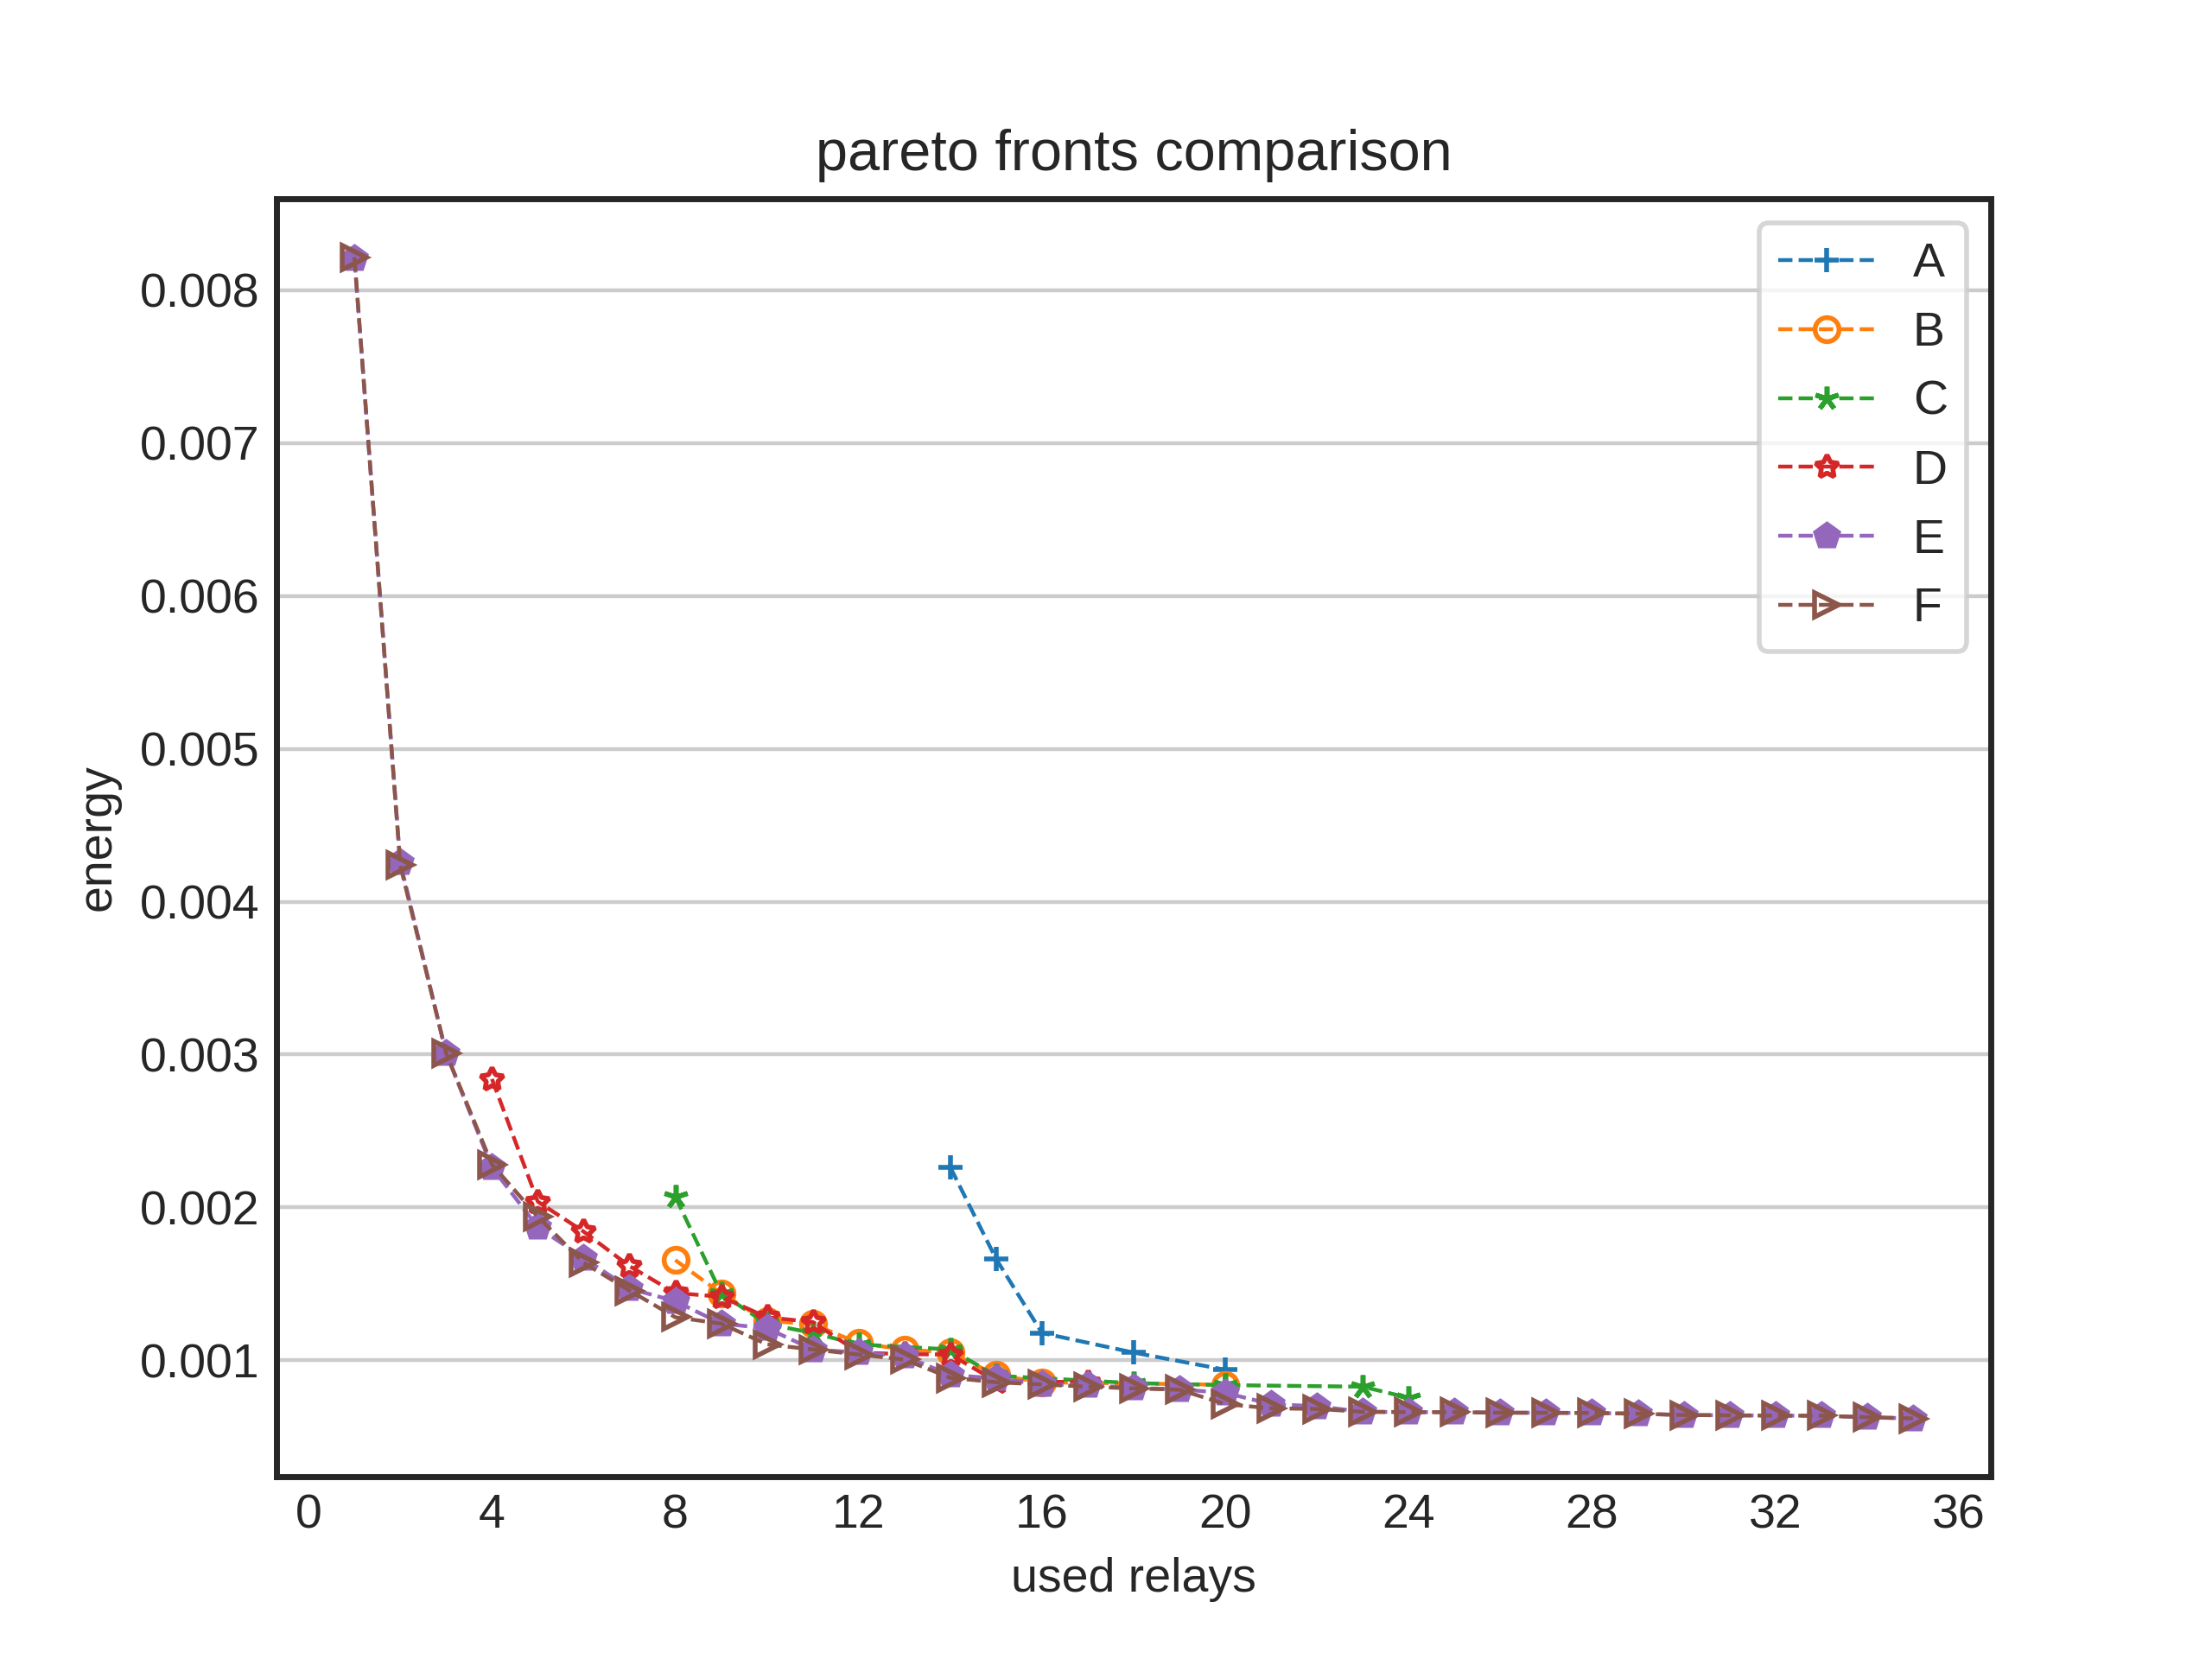 pareto fronts comparison
A
B
C
D
E
F
0.008
0.007
0.006
0.005
0.004
0.003
0.002
0.001
energy
0 4 8 12 16 20 24 28 32 36
used relays